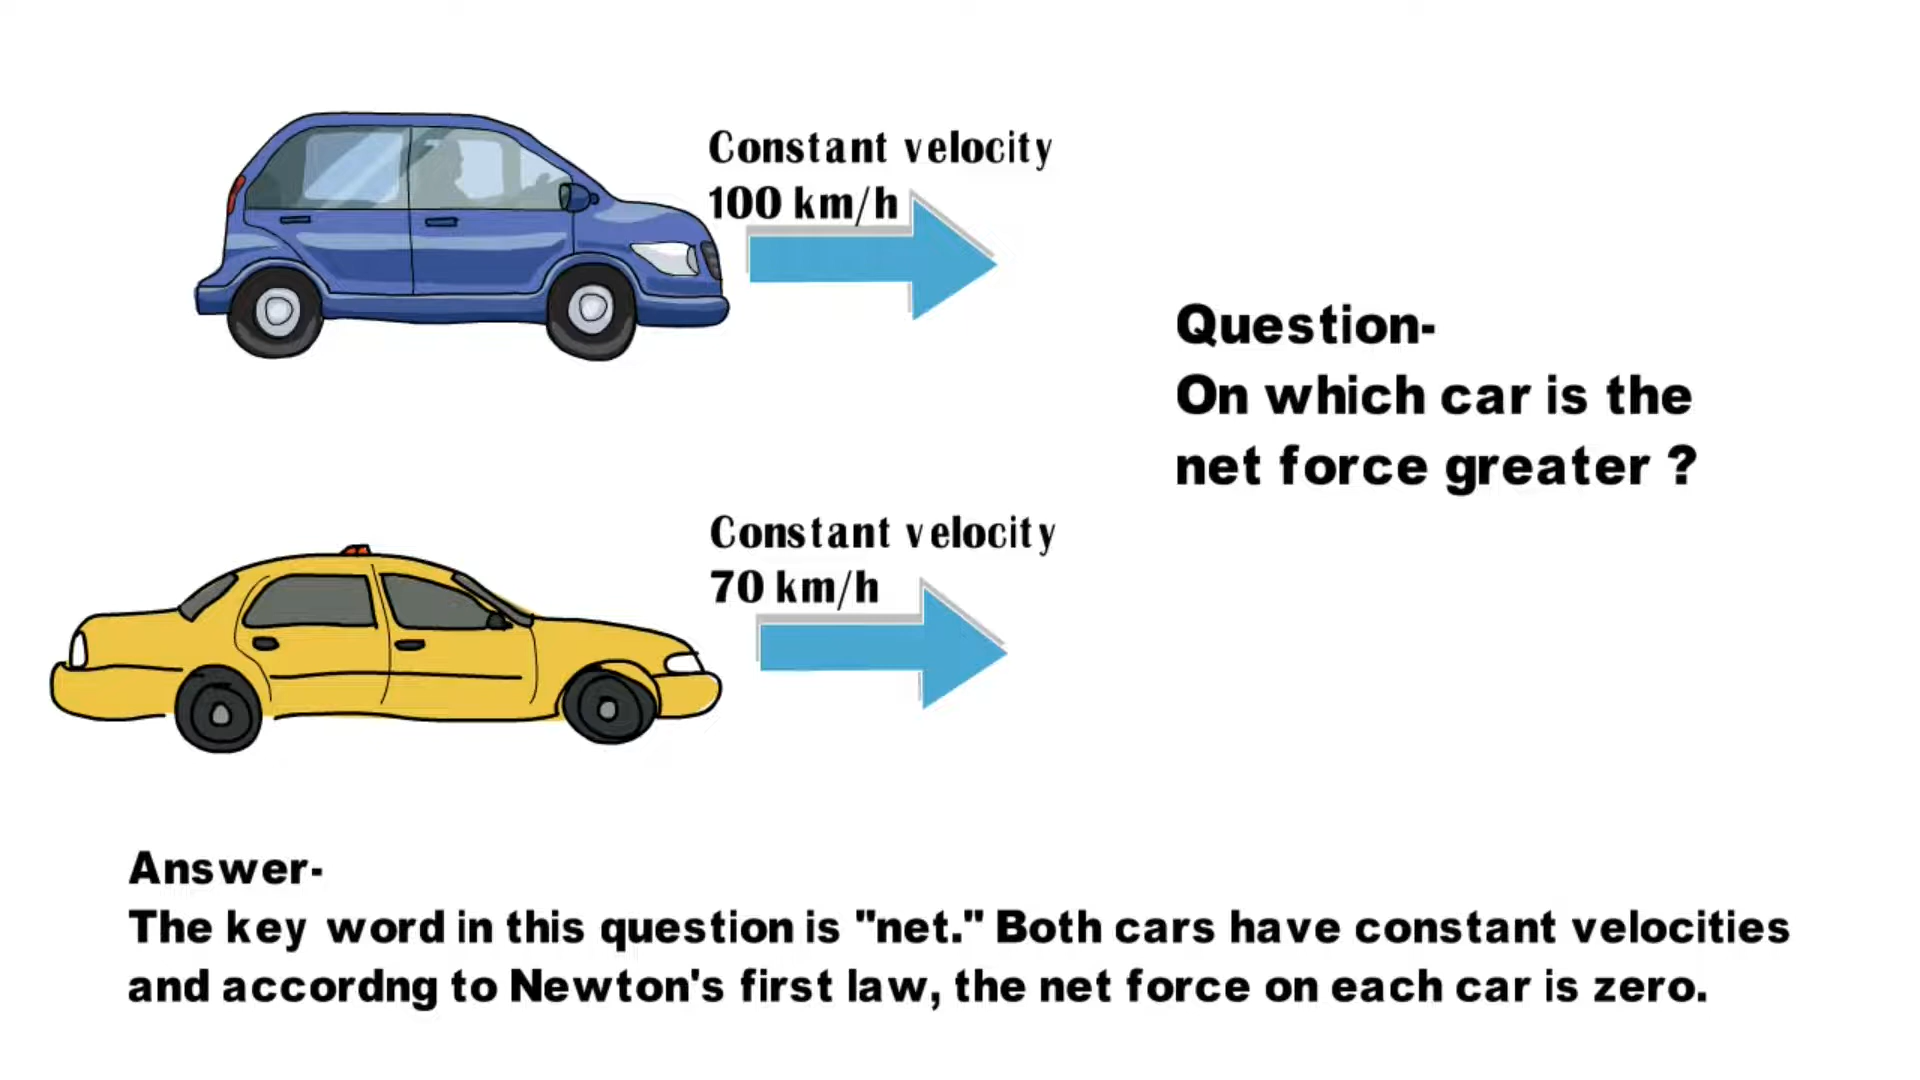 Constant velocity
100 km/h
Question-
On which car is the
net force greater ?
Constant velocity
70 km/h
Answer-
The key word in this question is "net." Both cars have constant velocities
and accordng to Newton's first law, the net force on each car is zero.